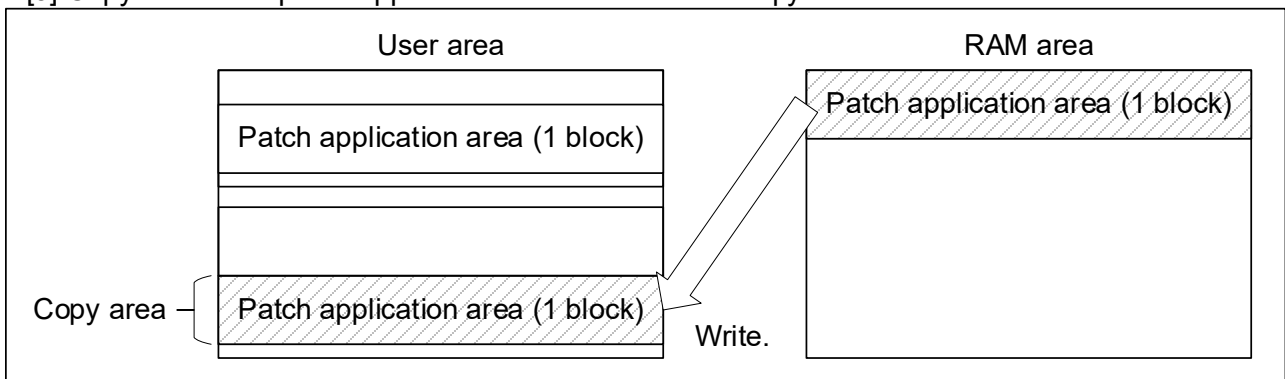 User area
RAM area
Patch application area (1 block)
Patch application area (1 block)
Copy area
Patch application area (1 block)
Write.